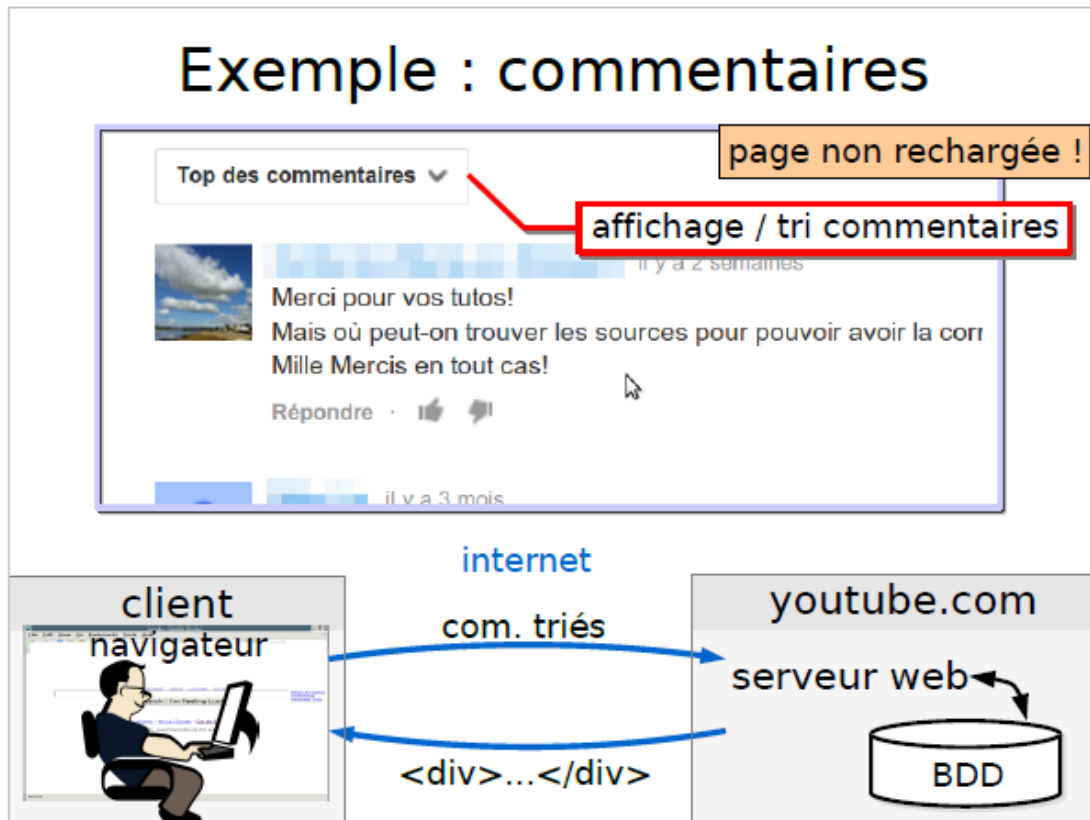 Exemple : commentaires
page non rechargée !
Top des commentaires
affichage / tri commentaires
il y a 2 semaines
Merci pour vos tutos!
Mais où peut-on trouver les sources pour pouvoir avoir la corr
Mille Mercis en tout cas!
Répondre ·
il y a 3 mois
internet
client
navigateur
com. triés
<div>...</div>
youtube.com
serveur web
BDD